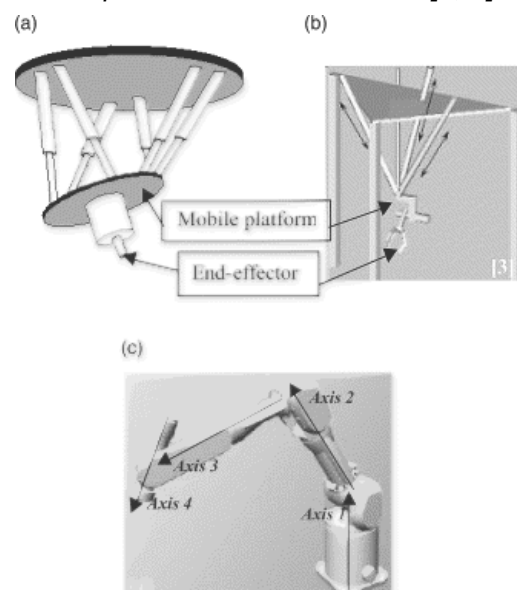 (a)
(b)
Mobile platform
End-effector
[3]
(c)
Axis 2
Axis 3
Axis 4
Axis 1